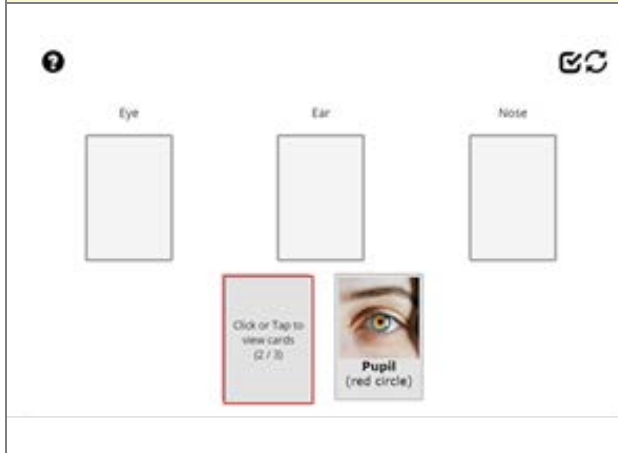 ?
Eye
Ear
Nose
Click or Tap to
view cards
(2 / 3)
Pupil
(red circle)